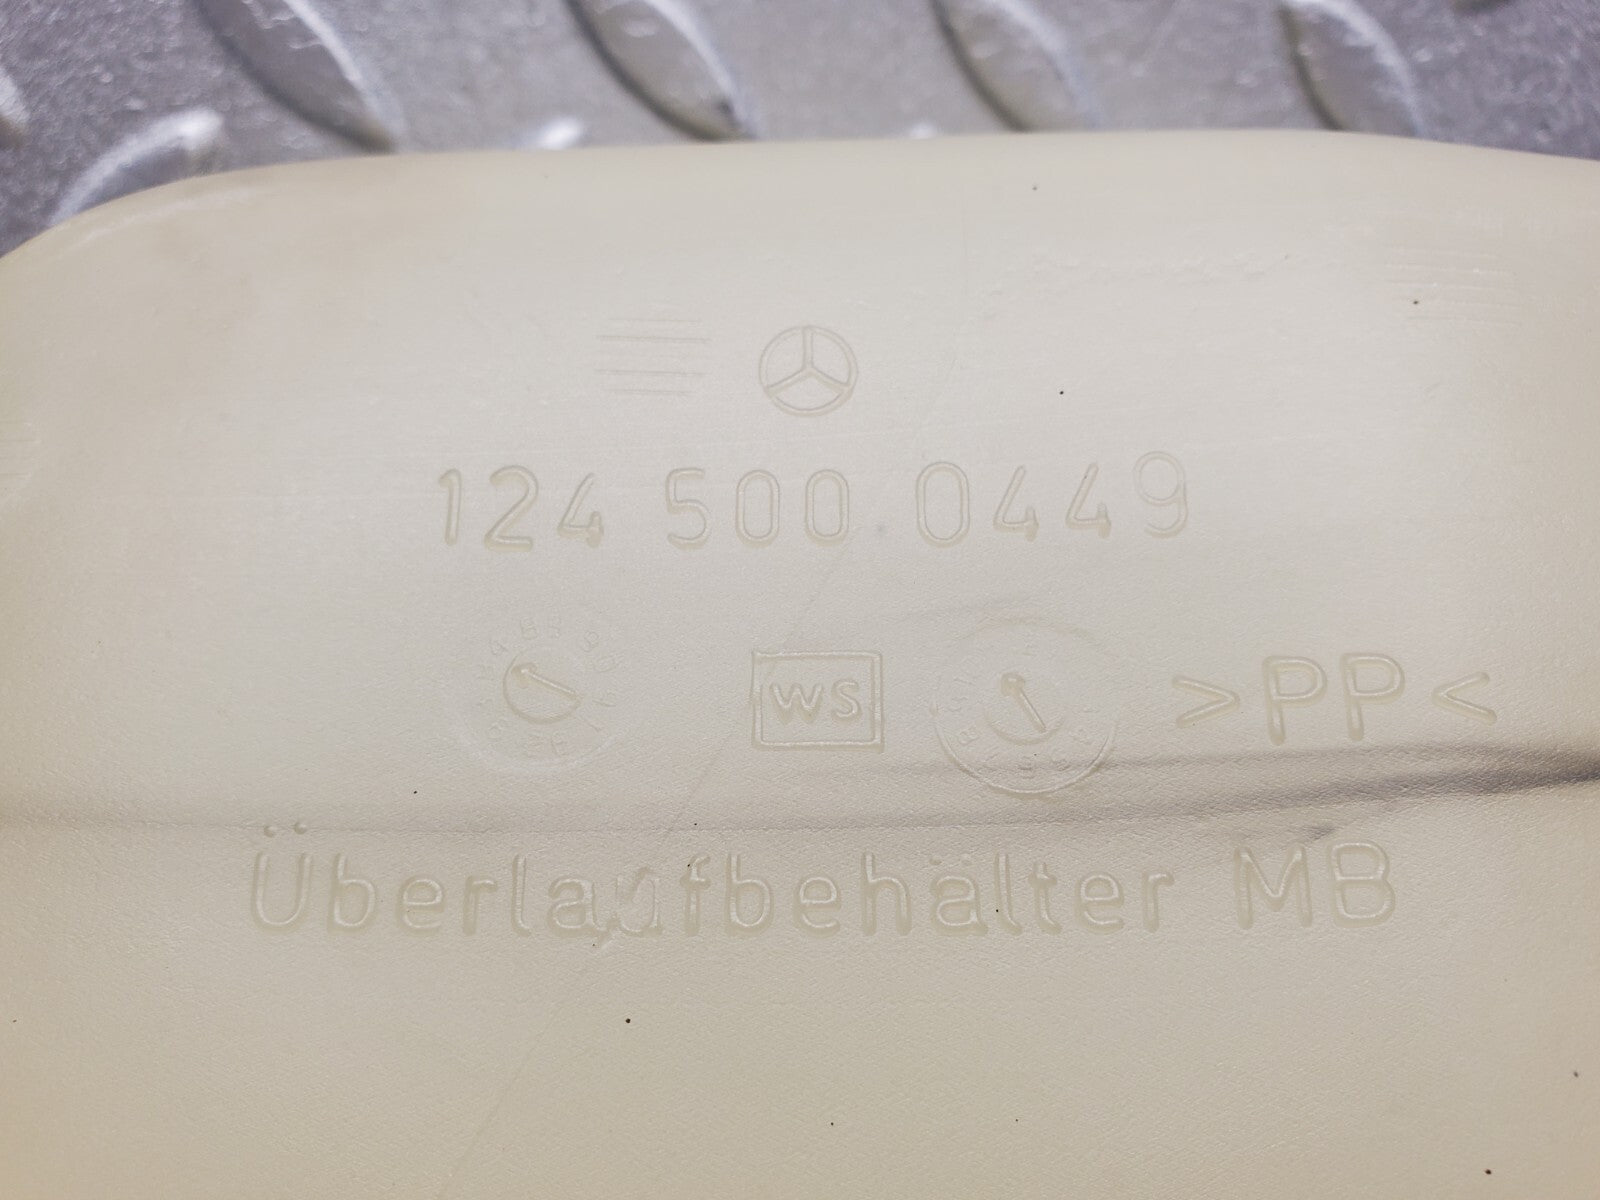 124 500 0449
WS >PP<
Überlaufbehälter MB